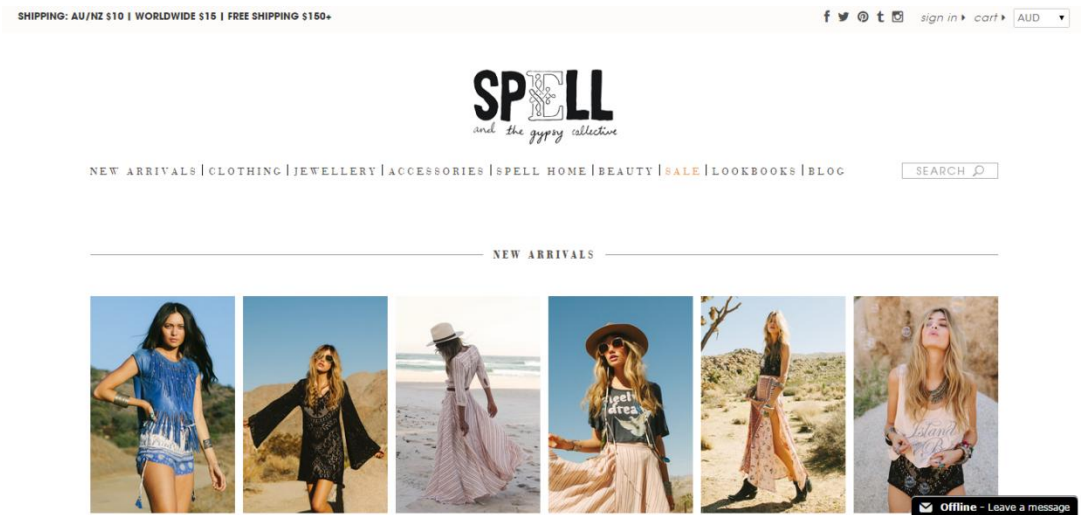 SHIPPING: AU/NZ $10 | WORLDWIDE $15 | FREE SHIPPING $150+
sign in cart AUD
SPELL
and the gypsy collective
NEW ARRIVALS | CLOTHING | JEWELLERY | ACCESSORIES | SPELL HOME | BEAUTY | SALE | LOOKBOOKS | BLOG
SEARCH
NEW ARRIVALS
Island
Offline - Leave a message